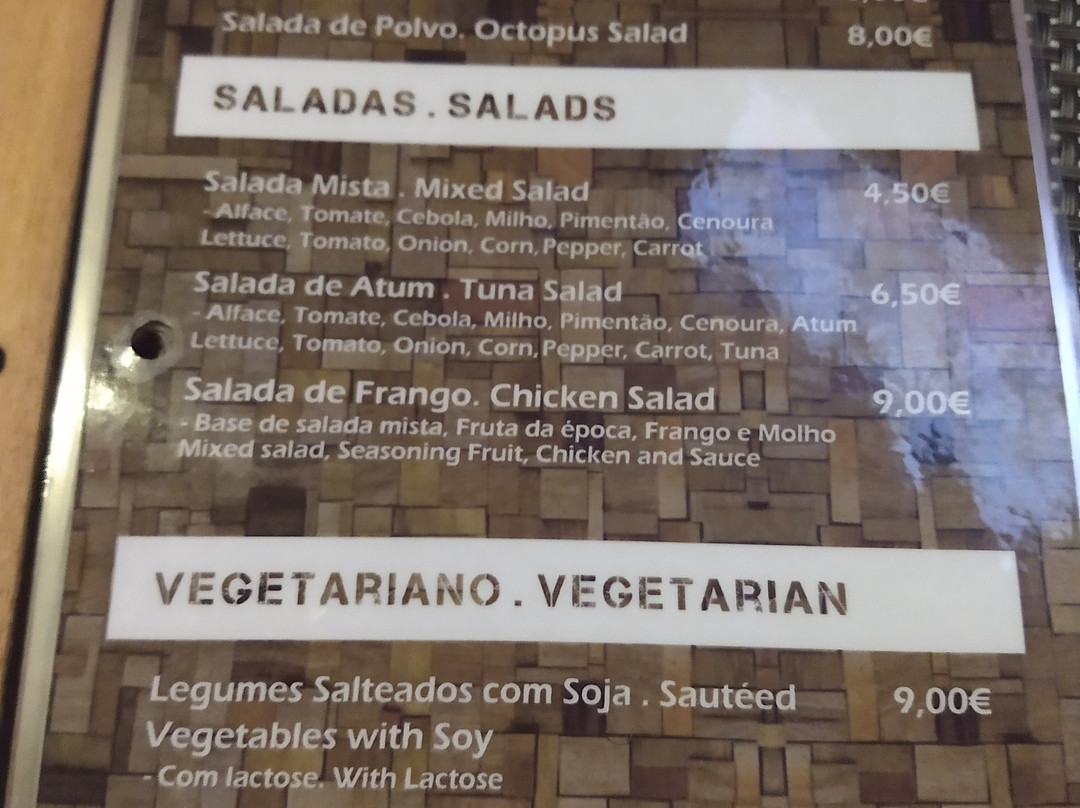 Salada de Polvo. Octopus Salad 8,00€
SALADAS . SALADS
Salada Mista . Mixed Salad 4,50€
- Alface, Tomate, Cebola, Milho, Pimentão, Cenoura
Lettuce, Tomato, Onion, Corn, Pepper, Carrot
Salada de Atum . Tuna Salad 6,50€
- Alface, Tomate, Cebola, Milho, Pimentão, Cenoura, Atum
Lettuce, Tomato, Onion, Corn, Pepper, Carrot, Tuna
Salada de Frango. Chicken Salad 9,00€
- Base de salada mista, Fruta da época, Frango e Molho
Mixed salad, Seasoning Fruit, Chicken and Sauce
VEGETARIANO . VEGETARIAN
Legumes Salteados com Soja . Sautéed 9,00€
Vegetables with Soy
- Com lactose. With Lactose